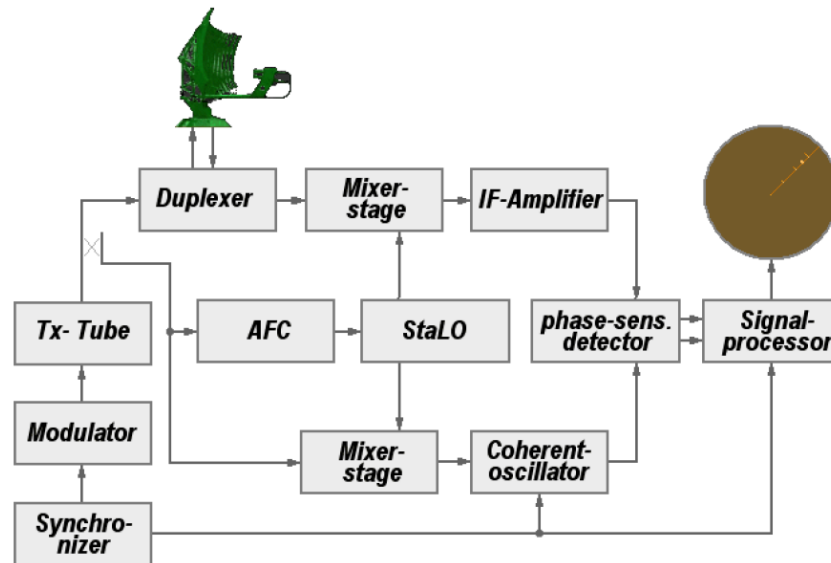 Duplexer
Mixer-
stage
IF-Amplifier
Tx- Tube
AFC
StaLO
phase-sens.
detector
Signal-
processor
Modulator
Mixer-
stage
Coherent-
oscillator
Synchro-
nizer